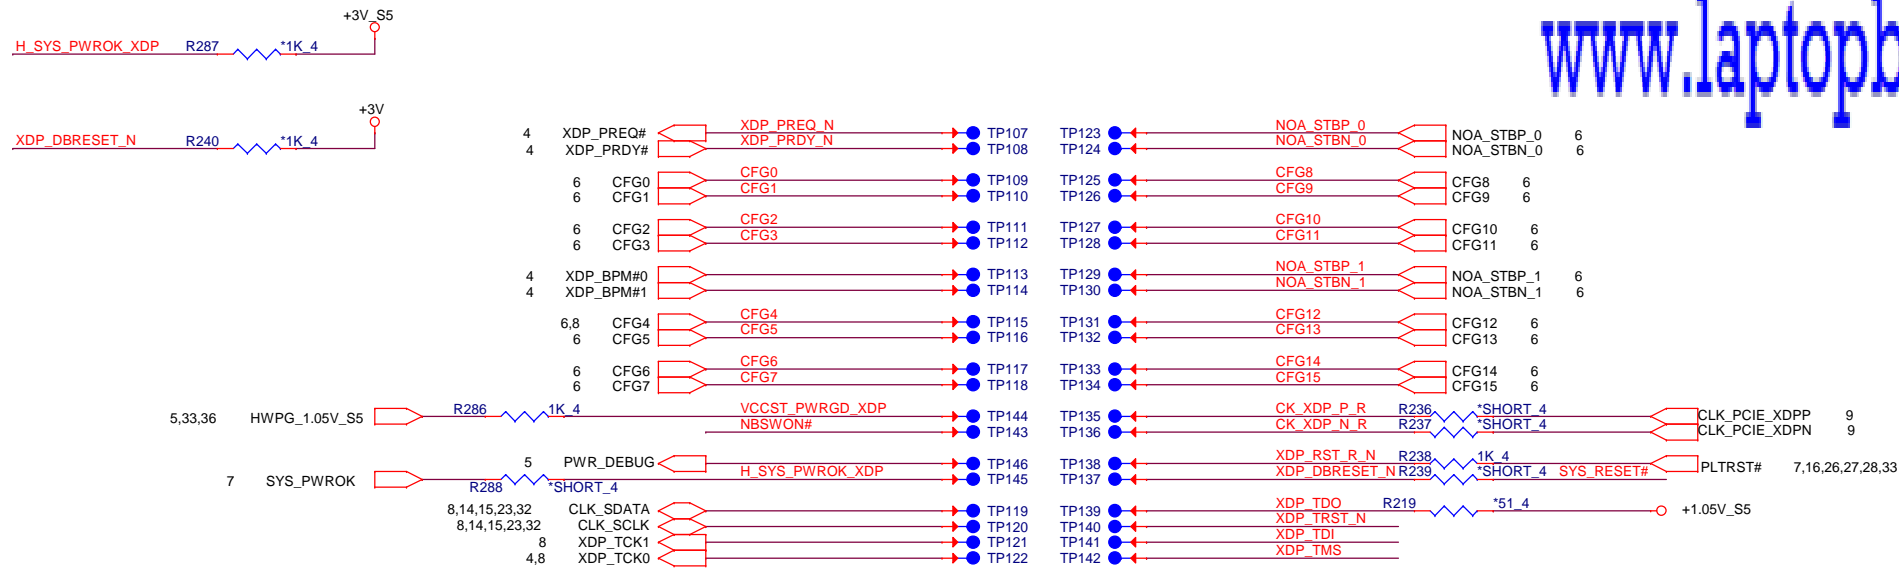 +3V_S5
H_SYS_PWROK_XDP R287 *1K_4
www.laptopb
+3V
XDP_DBRESET_N R240 *1K_4
4 XDP_PREQ# XDP_PREQ_N TP107 TP123 NOA_STBP_0 NOA_STBP_0 6
4 XDP_PRDY# XDP_PRDY_N TP108 TP124 NOA_STBN_0 NOA_STBN_0 6
6 CFG0 CFG0 TP109 TP125 CFG8 CFG8 6
6 CFG1 CFG1 TP110 TP126 CFG9 CFG9 6
6 CFG2 CFG2 TP111 TP127 CFG10 CFG10 6
6 CFG3 CFG3 TP112 TP128 CFG11 CFG11 6
4 XDP_BPM#0 TP113 TP129 NOA_STBP_1 NOA_STBP_1 6
4 XDP_BPM#1 TP114 TP130 NOA_STBN_1 NOA_STBN_1 6
6,8 CFG4 CFG4 TP115 TP131 CFG12 CFG12 6
6 CFG5 CFG5 TP116 TP132 CFG13 CFG13 6
6 CFG6 CFG6 TP117 TP133 CFG14 CFG14 6
6 CFG7 CFG7 TP118 TP134 CFG15 CFG15 6
5,33,36 HWPG_1.05V_S5 R286 1K_4 VCCST_PWRGD_XDP TP144 TP135 CK_XDP_P_R R236 *SHORT_4 CLK_PCIE_XDPP 9
NBSWON# TP143 TP136 CK_XDP_N_R R237 *SHORT_4 CLK_PCIE_XDPN 9
5 PWR_DEBUG TP146 TP138 XDP_RST_R_N R238 1K_4 PLTRST# 7,16,26,27,28,33
7 SYS_PWROK R288 *SHORT_4 H_SYS_PWROK_XDP TP145 TP137 XDP_DBRESET_N R239 *SHORT_4 SYS_RESET#
8,14,15,23,32 CLK_SDATA TP119 TP139 XDP_TDO R219 *51_4 +1.05V_S5
8,14,15,23,32 CLK_SCLK TP120 TP140 XDP_TRST_N
8 XDP_TCK1 TP121 TP141 XDP_TDI
4,8 XDP_TCK0 TP122 TP142 XDP_TMS